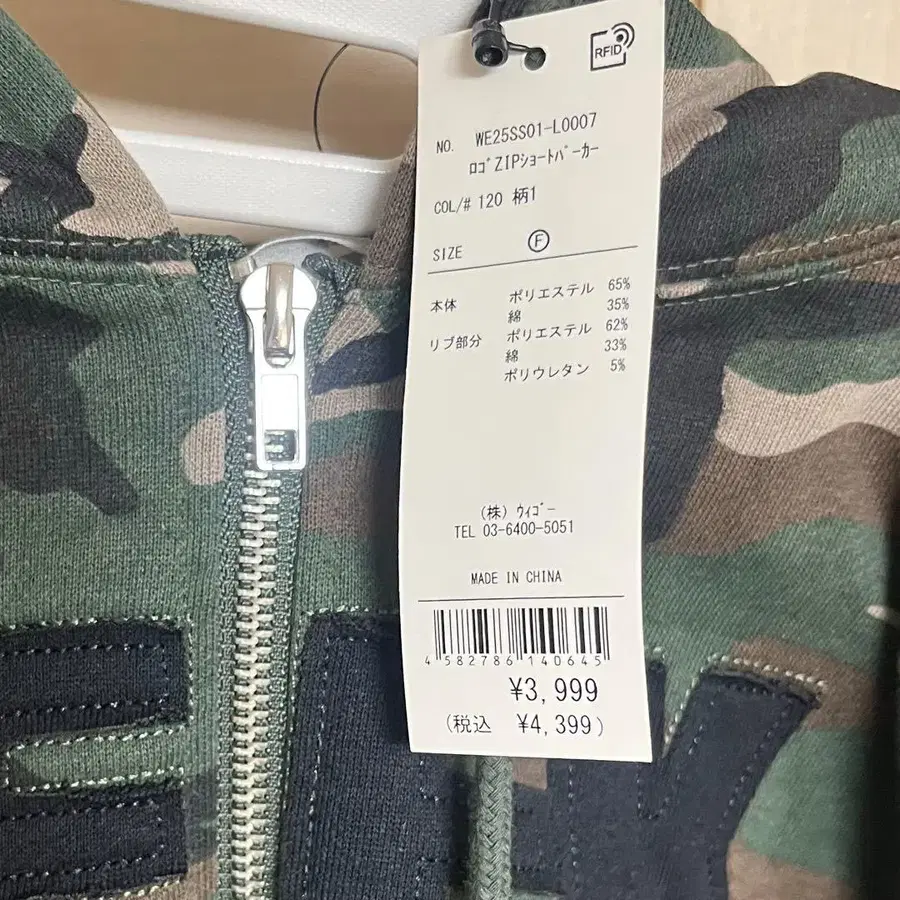 RFID
NO. WE25SS01-L0007
ﾛｺﾞZIPｼｮｰﾄﾊﾟｰｶｰ
COL/# 120 柄1
SIZE F
本体 ポリエステル 65%
綿 35%
リブ部分 ポリエステル 62%
綿 33%
ポリウレタン 5%
(株) ｳｨｺﾞｰ
TEL 03-6400-5051
MADE IN CHINA
4 582786 140645
¥3,999
(税込 ¥4,399)